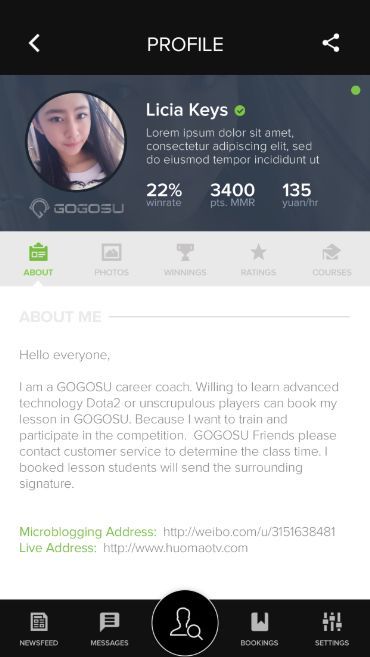 PROFILE
Licia Keys
Lorem ipsum dolor sit amet,
consectetur adipiscing elit, sed
do eiusmod tempor incididunt ut
22% 3400 135
winrate pts. MMR yuan/hr
GOGOSU
ABOUT PHOTOS WINNINGS RATINGS COURSES
ABOUT ME
Hello everyone,
I am a GOGOSU career coach. Willing to learn advanced
technology Dota2 or unscrupulous players can book my
lesson in GOGOSU. Because I want to train and
participate in the competition.  GOGOSU Friends please
contact customer service to determine the class time. I
booked lesson students will send the surrounding
signature.
Microblogging Address:  http://weibo.com/u/3151638481
Live Address:  http://www.huomaotv.com
NEWSFEED MESSAGES BOOKINGS SETTINGS